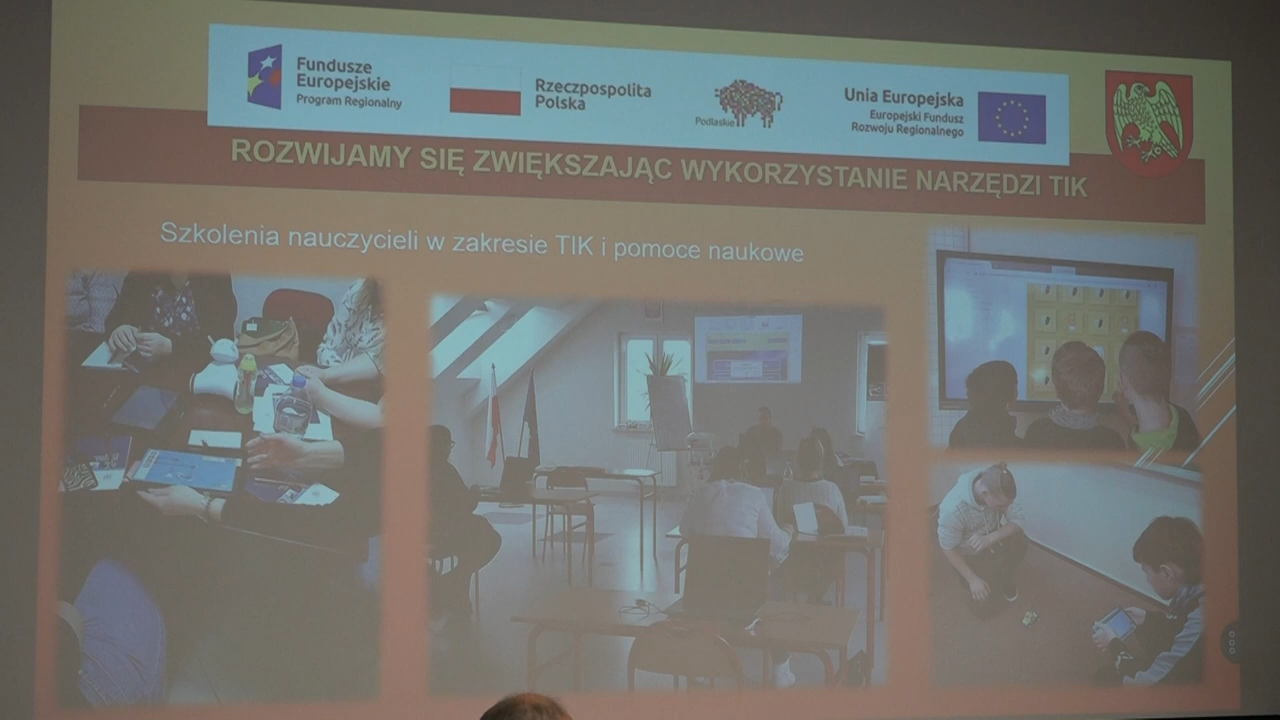 Fundusze
Europejskie
Program Regionalny
Rzeczpospolita
Polska
Podlaskie
Unia Europejska
Europejski Fundusz
Rozwoju Regionalnego
ROZWIJAMY SIĘ ZWIĘKSZAJĄC WYKORZYSTANIE NARZĘDZI TIK
Szkolenia nauczycieli w zakresie TIK i pomoce naukowe